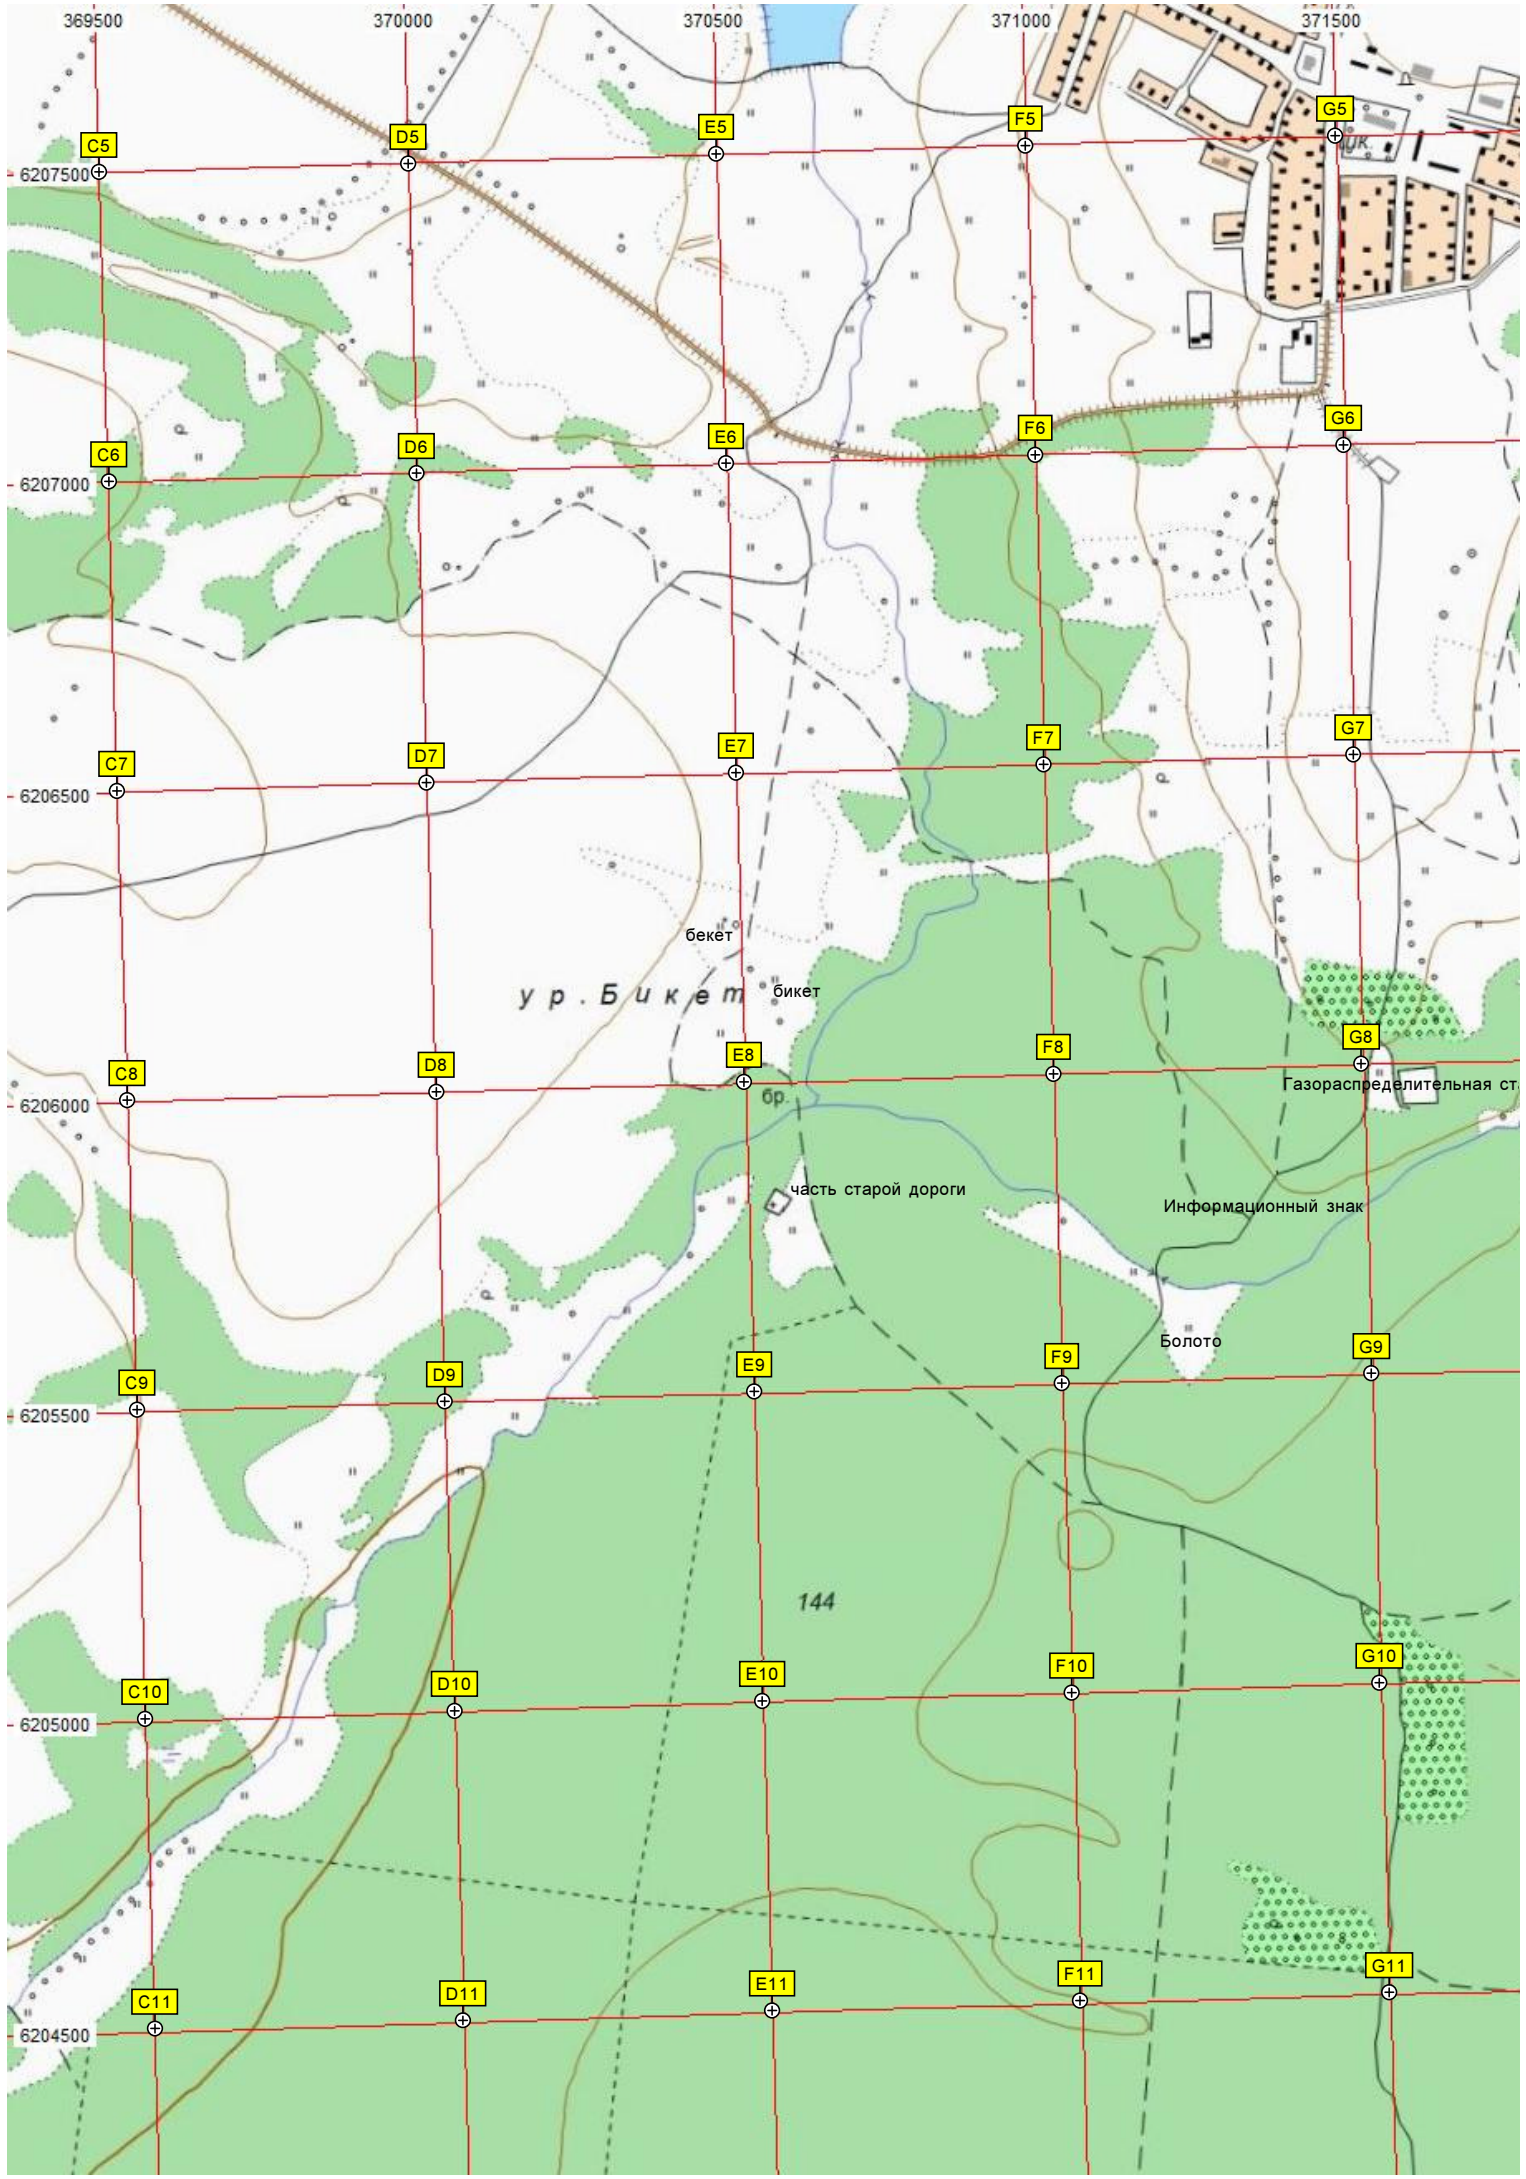 369500 370000 370500 371000 371500
C5 D5 E5 F5 G5
6207500
C6 D6 E6 F6 G6
6207000
C7 D7 E7 F7 G7
6206500
бекет
ур. Бикет
бикет
C8 D8 E8 F8 G8
6206000
бр.
Газораспределительная ст
часть старой дороги
Информационный знак
Болото
C9 D9 E9 F9 G9
6205500
144
C10 D10 E10 F10 G10
6205000
C11 D11 E11 F11 G11
6204500